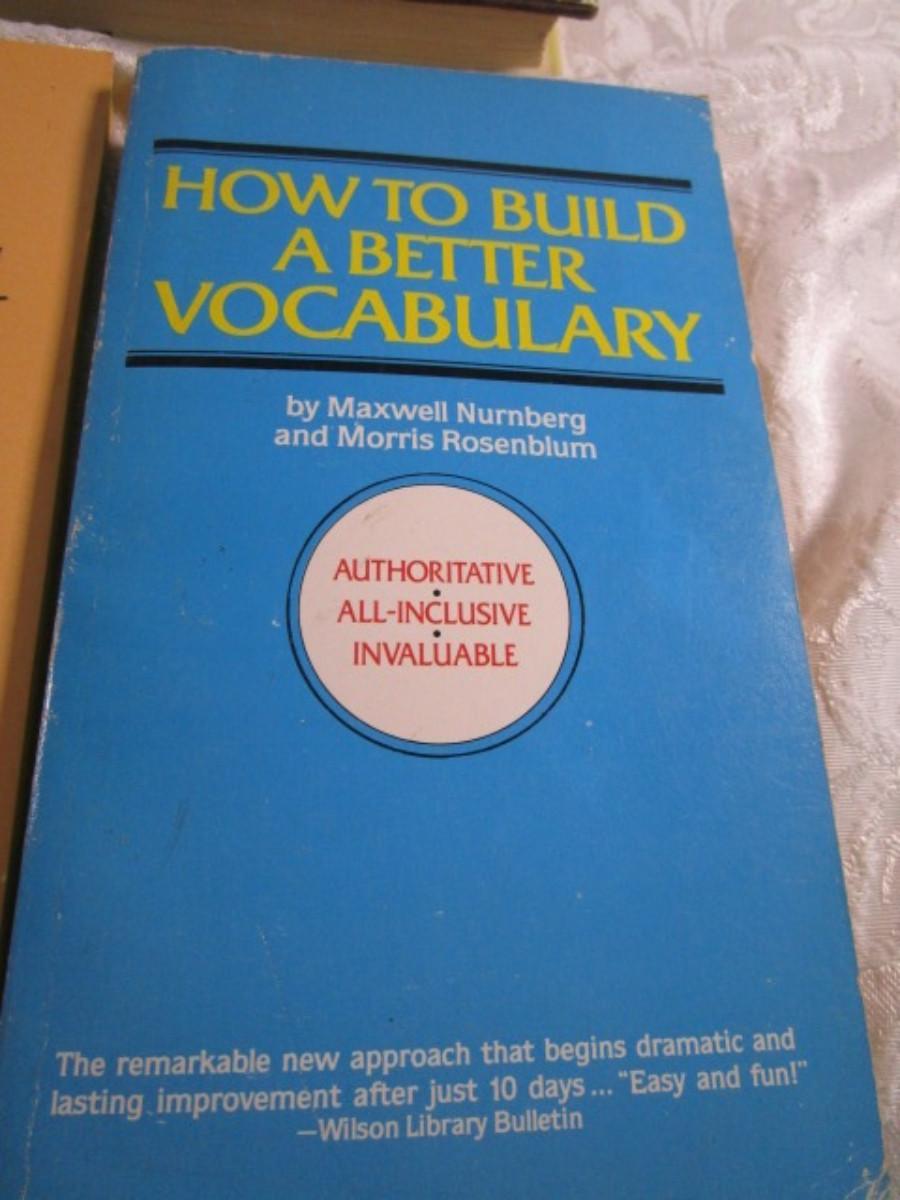 HOW TO BUILD
A BETTER
VOCABULARY
by Maxwell Nurnberg
and Morris Rosenblum
AUTHORITATIVE
•
ALL-INCLUSIVE
•
INVALUABLE
The remarkable new approach that begins dramatic and
lasting improvement after just 10 days ... "Easy and fun!"
—Wilson Library Bulletin